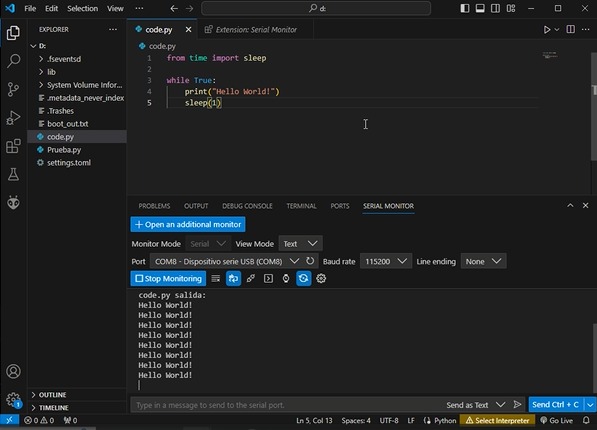 File Edit Selection View ··· d:
EXPLORER ···
D:
.fseventsd
lib
System Volume Infor...
.metadata_never_index
.Trashes
boot_out.txt
code.py
Prueba.py
settings.toml
OUTLINE
TIMELINE
code.py Extension: Serial Monitor
code.py
1 from time import sleep
2
3 while True:
4 print("Hello World!")
5 sleep(1)
PROBLEMS OUTPUT DEBUG CONSOLE TERMINAL PORTS SERIAL MONITOR
+ Open an additional monitor
Monitor Mode Serial View Mode Text
Port COM8 - Dispositivo serie USB (COM8) Baud rate 115200 Line ending None
Stop Monitoring
code.py salida:
Hello World!
Hello World!
Hello World!
Hello World!
Hello World!
Hello World!
Hello World!
Hello World!
Type in a message to send to the serial port. Send as Text Send Ctrl + C
1
0 0 0 Ln 5, Col 13 Spaces: 4 UTF-8 LF Python Select Interpreter Go Live